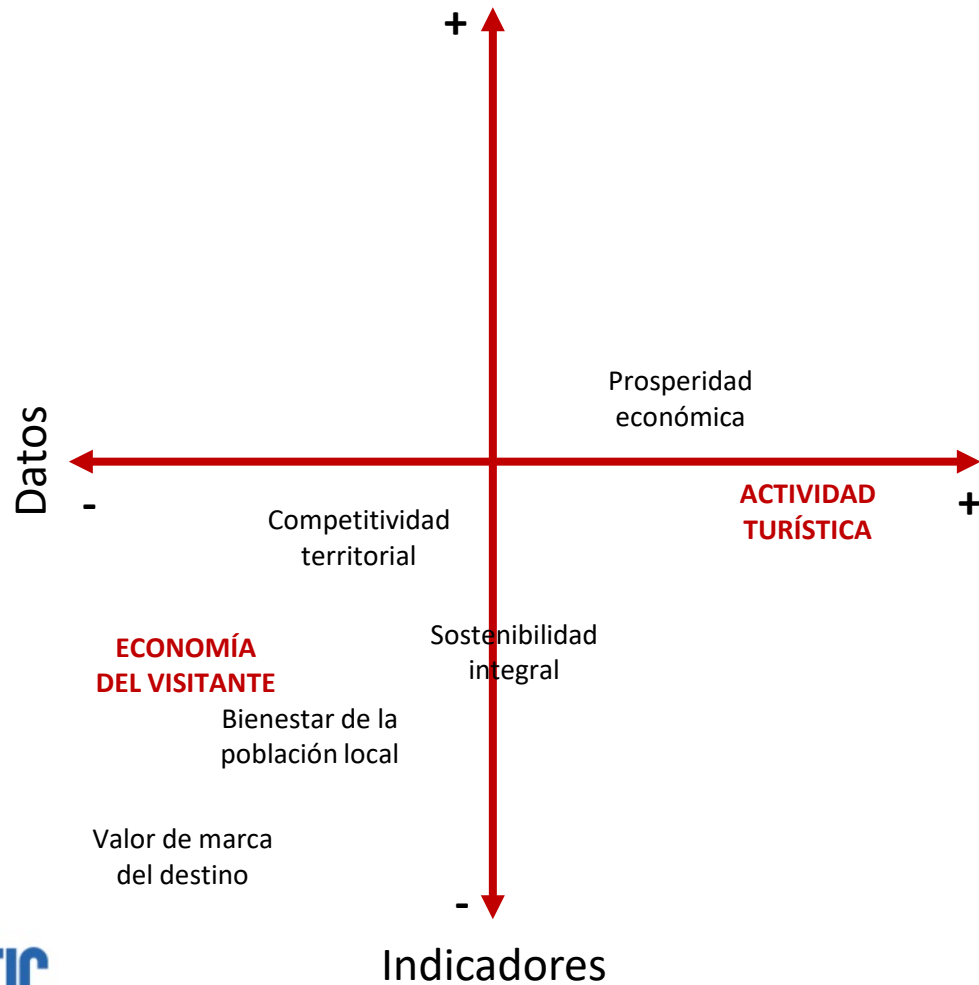 +
Prosperidad
económica
Datos
-
+
ACTIVIDAD
TURÍSTICA
Competitividad
territorial
Sostenibilidad
integral
ECONOMÍA
DEL VISITANTE
Bienestar de la
población local
Valor de marca
del destino
-
Indicadores